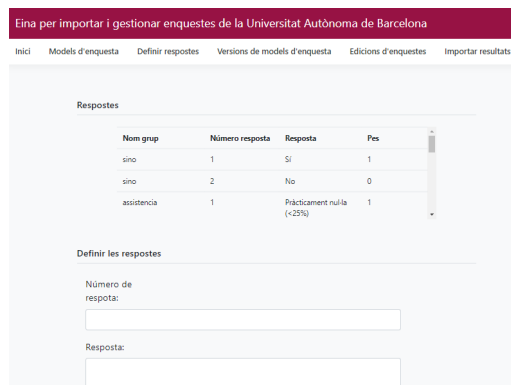 Eina per importar i gestionar enquestes de la Universitat Autònoma de Barcelona
Inici Models d'enquesta Definir respostes Versions de models d'enquesta Edicions d'enquestes Importar resultats
Respostes
Nom grup Número resposta Resposta Pes
sino 1 Sí 1
sino 2 No 0
assistencia 1 Pràcticament nul·la 1
(<25%)
Definir les respostes
Número de
respota:
Resposta: